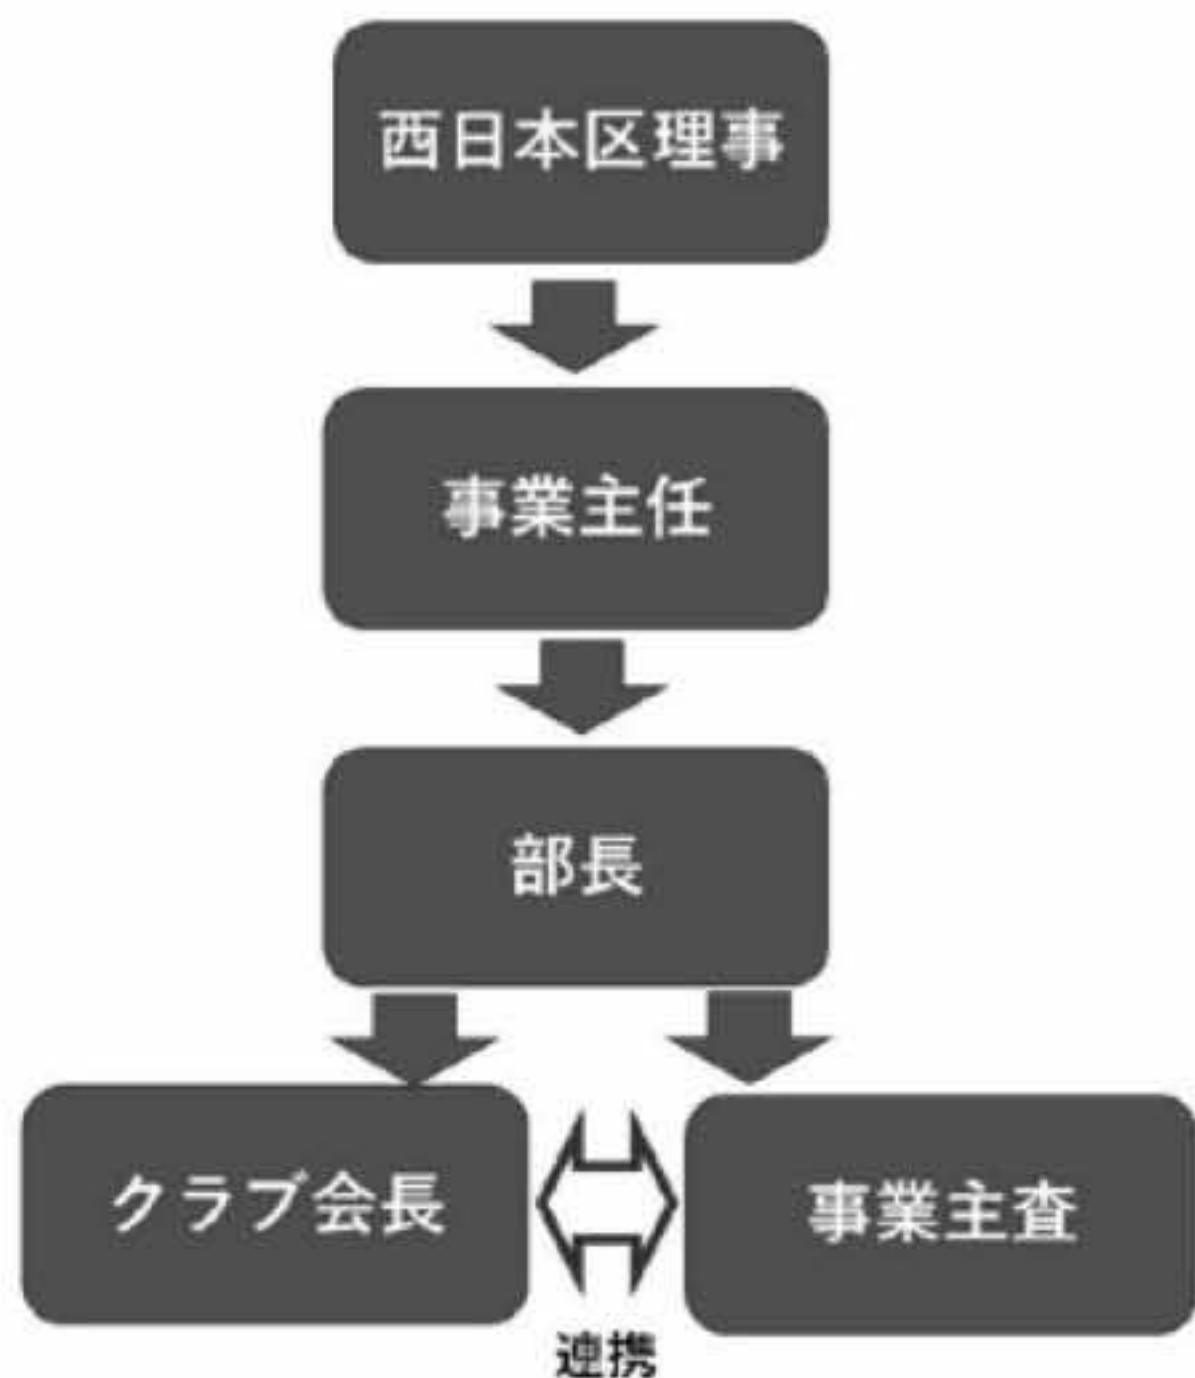 西日本区理事
事業主任
部長
クラブ会長
事業主査
連携